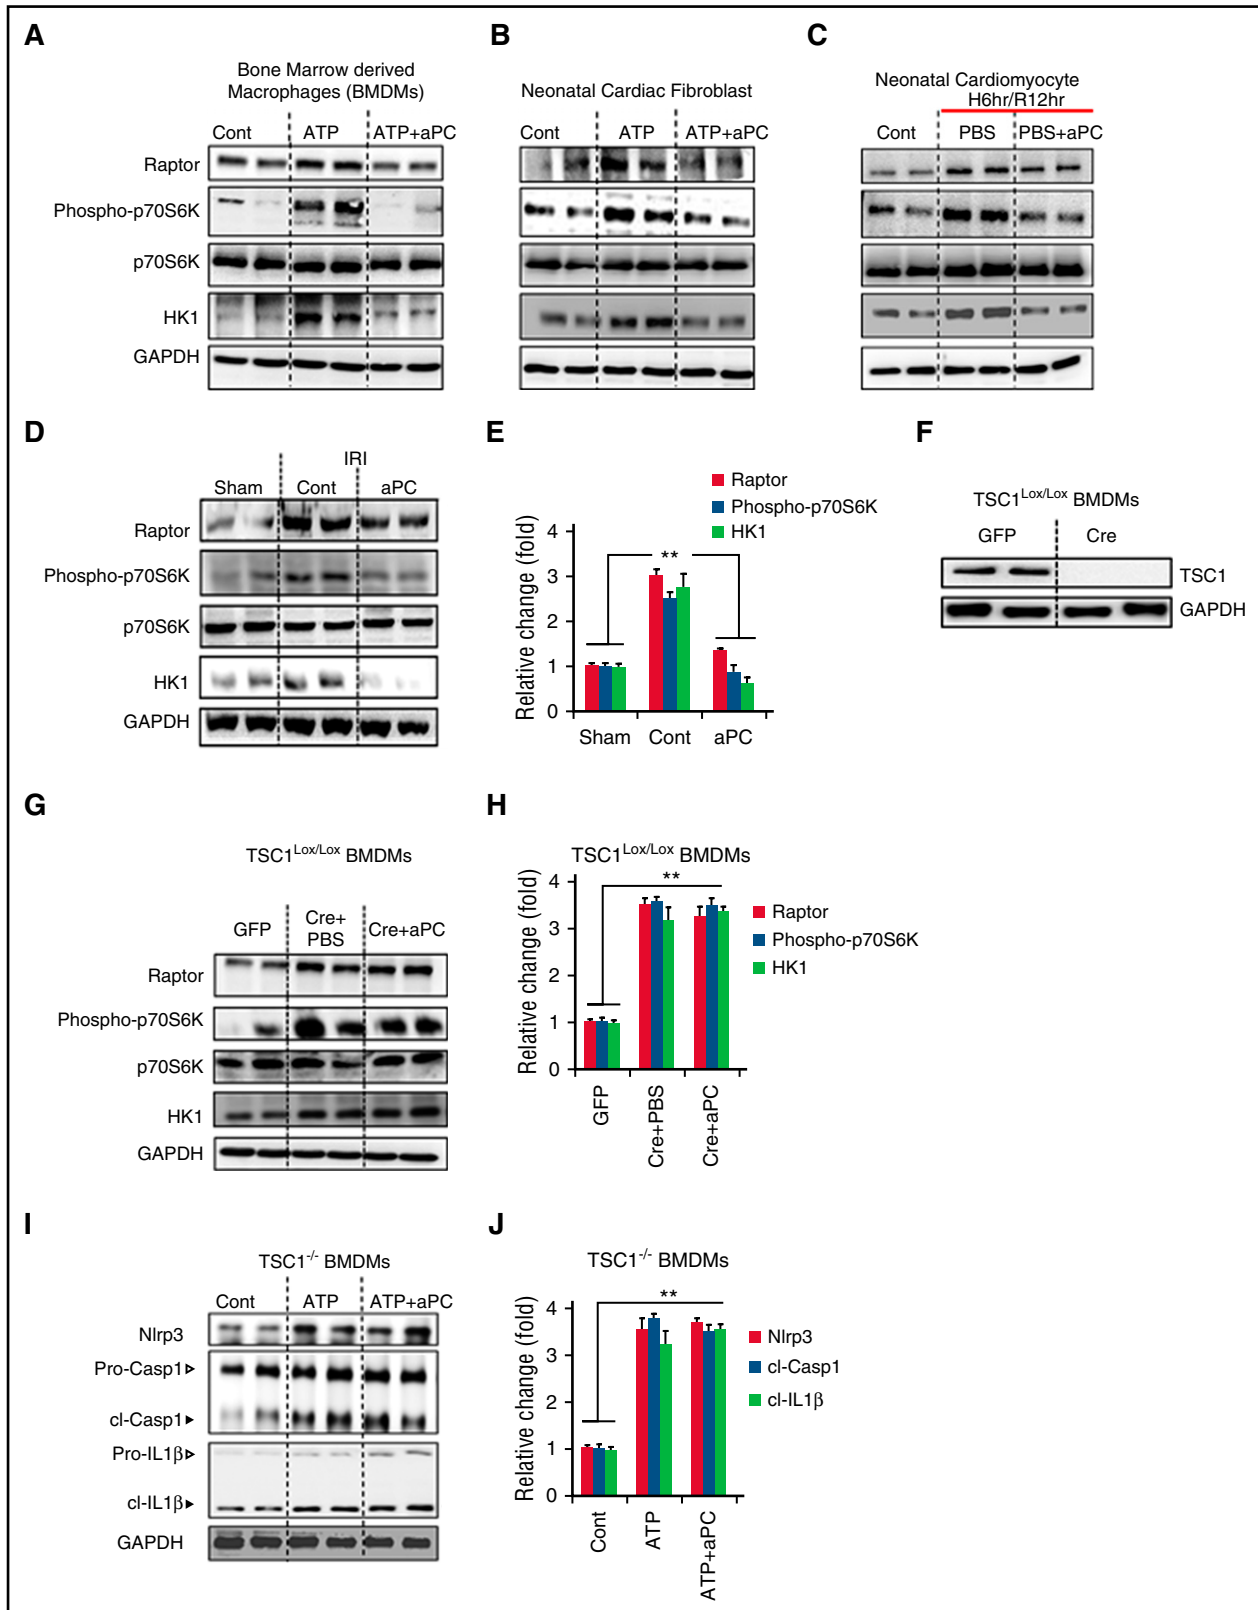 A
Bone Marrow derived
Macrophages (BMDMs)
Cont ATP ATP+aPC
Raptor
Phospho-p70S6K
p70S6K
HK1
GAPDH
B
Neonatal Cardiac Fibroblast
Cont ATP ATP+aPC
C
Neonatal Cardiomyocyte
H6hr/R12hr
Cont PBS PBS+aPC
D
IRI
Sham Cont aPC
Raptor
Phospho-p70S6K
p70S6K
HK1
GAPDH
E
Raptor
Phospho-p70S6K
HK1
Relative change (fold)
4
3
2
1
0
**
Sham Cont aPC
F
TSC1Lox/Lox BMDMs
GFP Cre
TSC1
GAPDH
G
TSC1Lox/Lox BMDMs
GFP Cre+ PBS Cre+aPC
Raptor
Phospho-p70S6K
p70S6K
HK1
GAPDH
H
TSC1Lox/Lox BMDMs
**
Relative change (fold)
4
3
2
1
0
Raptor
Phospho-p70S6K
HK1
GFP Cre+PBS Cre+aPC
I
TSC1-/- BMDMs
Cont ATP ATP+aPC
Nlrp3
Pro-Casp1
cl-Casp1
Pro-IL1β
cl-IL1β
GAPDH
J
TSC1-/- BMDMs
**
Relative change (fold)
4
3
2
1
0
Nlrp3
cl-Casp1
cl-IL1β
Cont ATP ATP+aPC